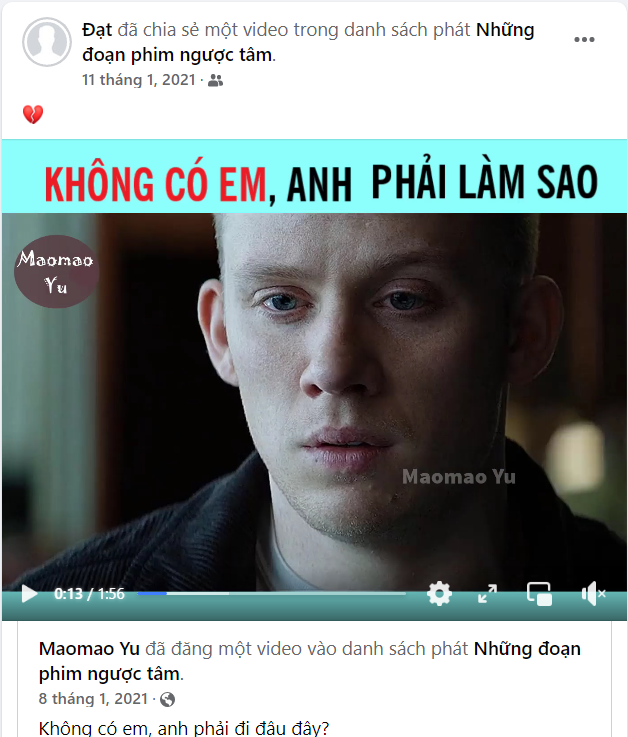 Đạt đã chia sẻ một video trong danh sách phát Những
đoạn phim ngược tâm.
11 tháng 1, 2021 ·
KHÔNG CÓ EM, ANH PHẢI LÀM SAO
Maomao
Yu
Maomao Yu
0:13 / 1:56
Maomao Yu đã đăng một video vào danh sách phát Những đoạn
phim ngược tâm.
8 tháng 1, 2021 ·
Không có em, anh phải đi đâu đây?